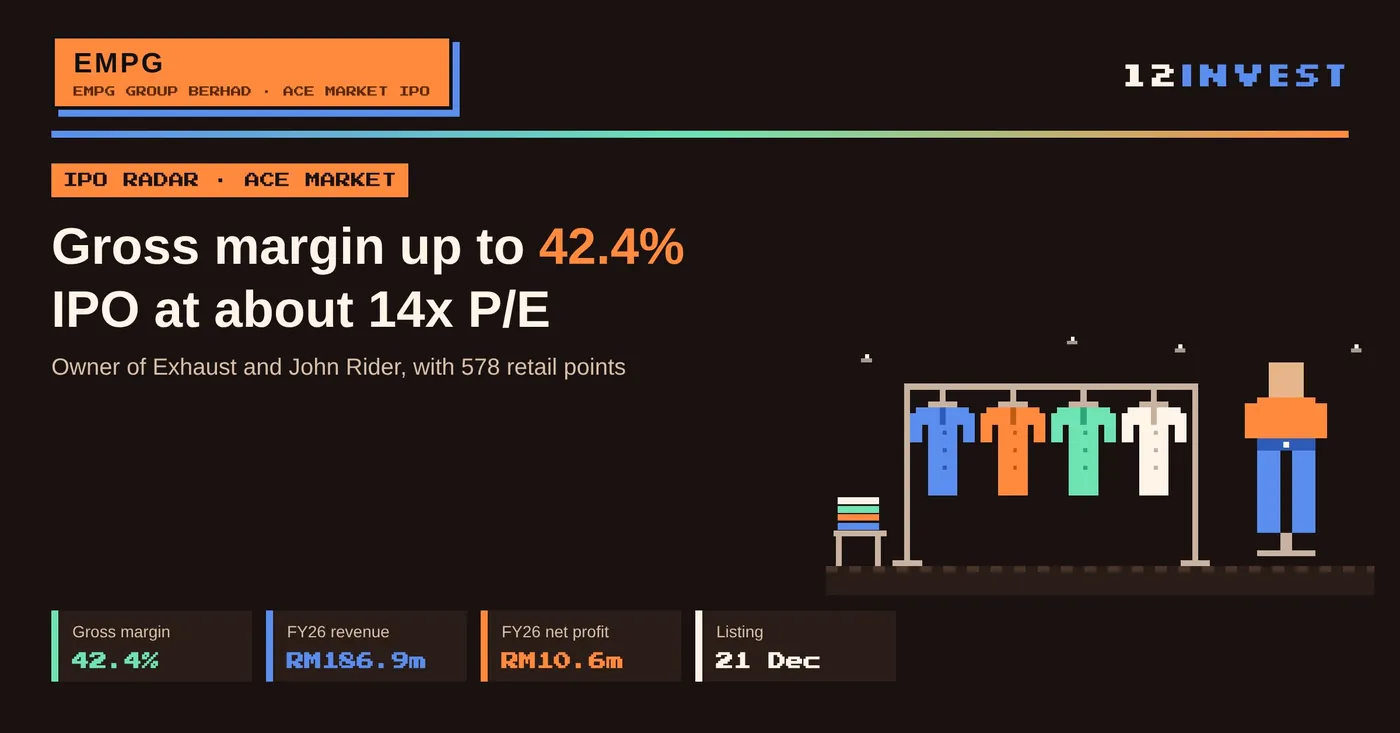 EMPG
EMPG GROUP BERHAD · ACE MARKET IPO
12INVEST
IPO RADAR · ACE MARKET
Gross margin up to 42.4%
IPO at about 14x P/E
Owner of Exhaust and John Rider, with 578 retail points
Gross margin
42.4%
FY26 revenue
RM186.9m
FY26 net profit
RM10.6m
Listing
21 Dec